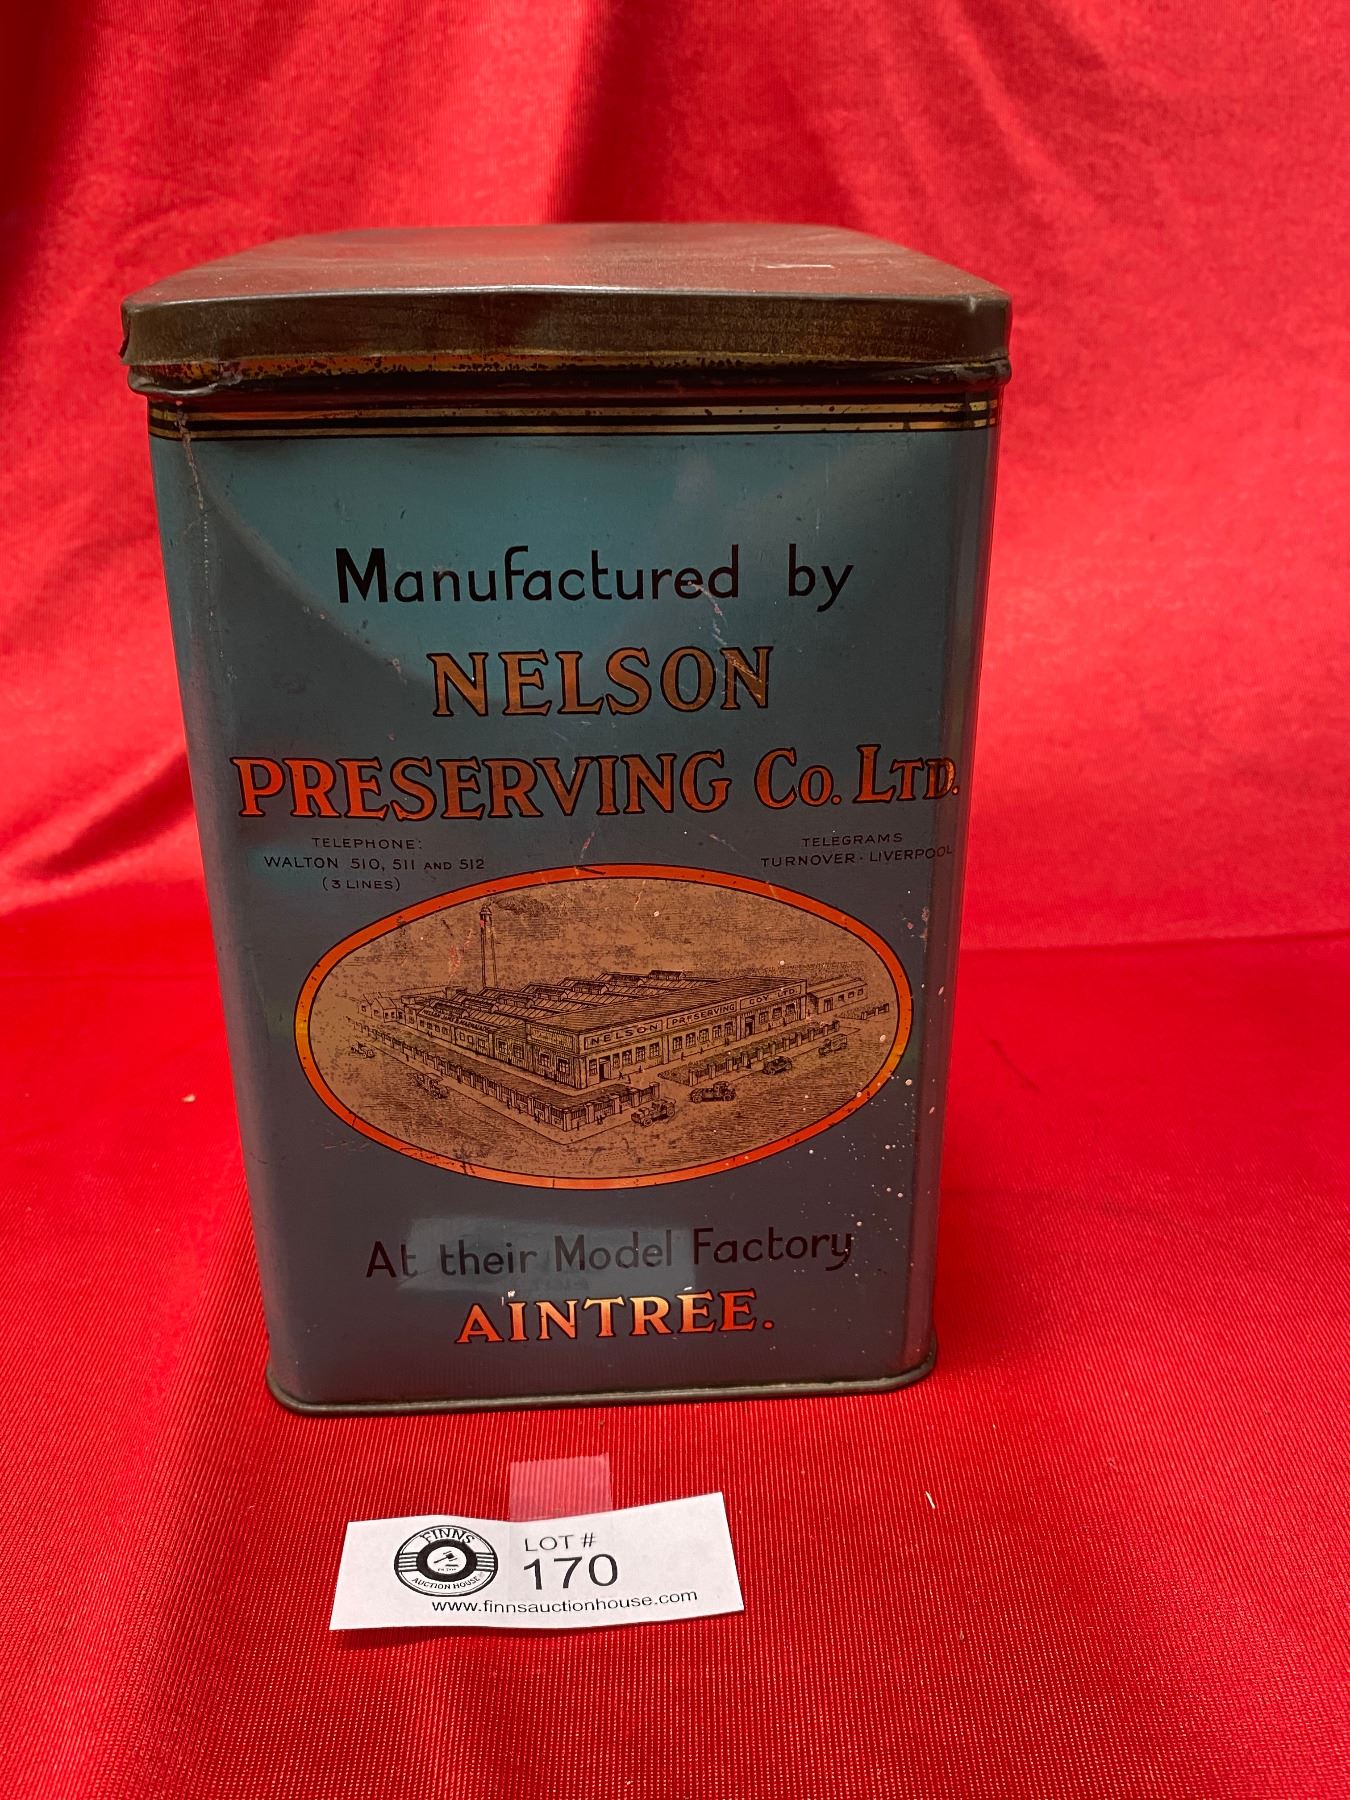 Manufactured by
NELSON
PRESERVING Co. LTD.
TELEPHONE:
WALTON 510, 511 AND 512
(3 LINES)
TELEGRAMS
TURNOVER · LIVERPOOL
NELSON PRESERVING COY LTD
At their Model Factory
AINTREE.
FINNS
AUCTION HOUSE
LOT #
170
www.finnsauctionhouse.com